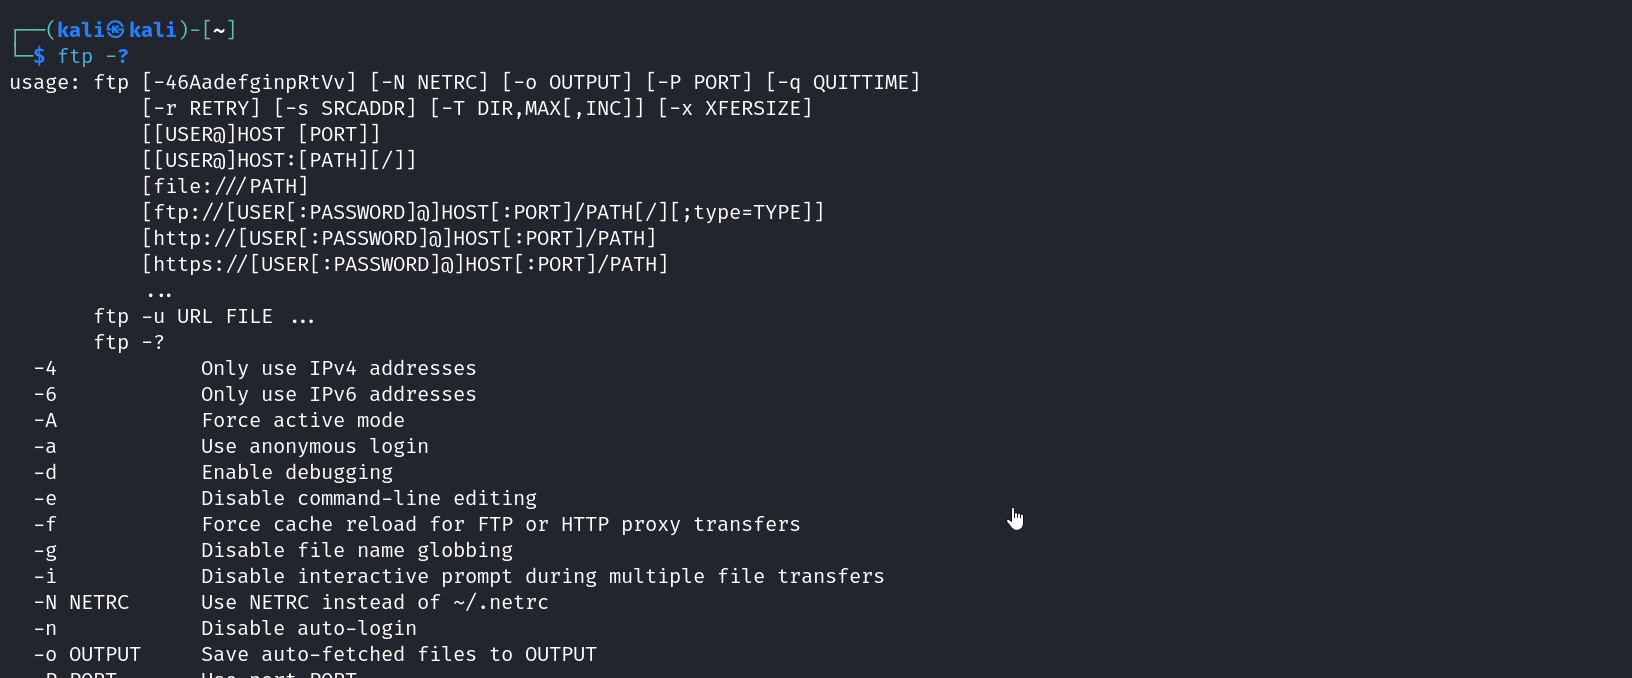 ┌──(kali㉿kali)-[~]
└─$ ftp -?
usage: ftp [-46AadefginpRtVv] [-N NETRC] [-o OUTPUT] [-P PORT] [-q QUITTIME]
           [-r RETRY] [-s SRCADDR] [-T DIR,MAX[,INC]] [-x XFERSIZE]
           [[USER@]HOST [PORT]]
           [[USER@]HOST:[PATH][/]]
           [file:///PATH]
           [ftp://[USER[:PASSWORD]@]HOST[:PORT]/PATH[/][;type=TYPE]]
           [http://[USER[:PASSWORD]@]HOST[:PORT]/PATH]
           [https://[USER[:PASSWORD]@]HOST[:PORT]/PATH]
           ...
       ftp -u URL FILE ...
       ftp -?
  -4            Only use IPv4 addresses
  -6            Only use IPv6 addresses
  -A            Force active mode
  -a            Use anonymous login
  -d            Enable debugging
  -e            Disable command-line editing
  -f            Force cache reload for FTP or HTTP proxy transfers
  -g            Disable file name globbing
  -i            Disable interactive prompt during multiple file transfers
  -N NETRC      Use NETRC instead of ~/.netrc
  -n            Disable auto-login
  -o OUTPUT     Save auto-fetched files to OUTPUT
  -P PORT       Use port PORT